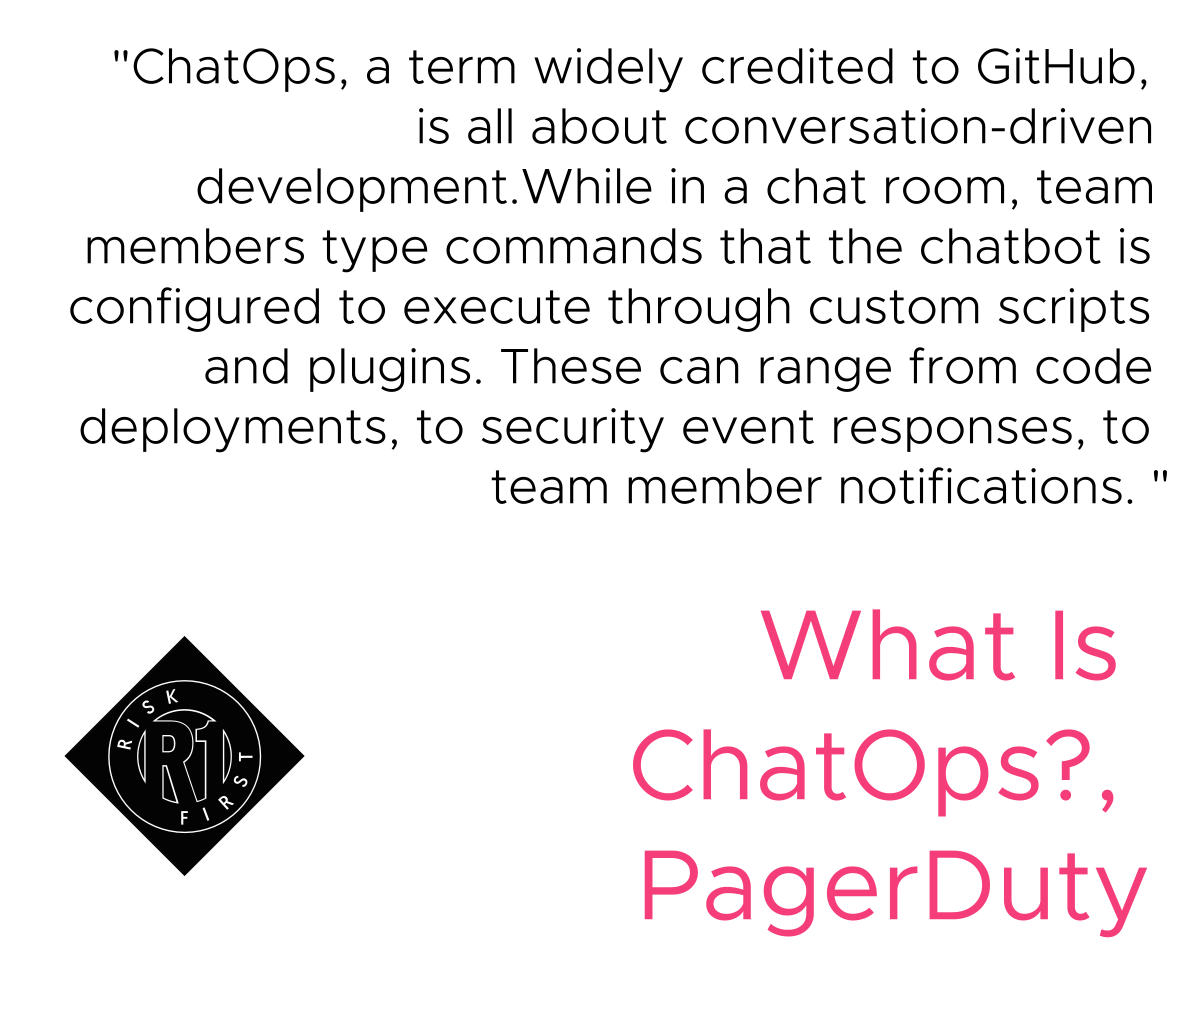 "ChatOps, a term widely credited to GitHub,
is all about conversation-driven
development.While in a chat room, team
members type commands that the chatbot is
configured to execute through custom scripts
and plugins. These can range from code
deployments, to security event responses, to
team member notifications. "
What Is
ChatOps?,
PagerDuty
RISK
R1
FIRST